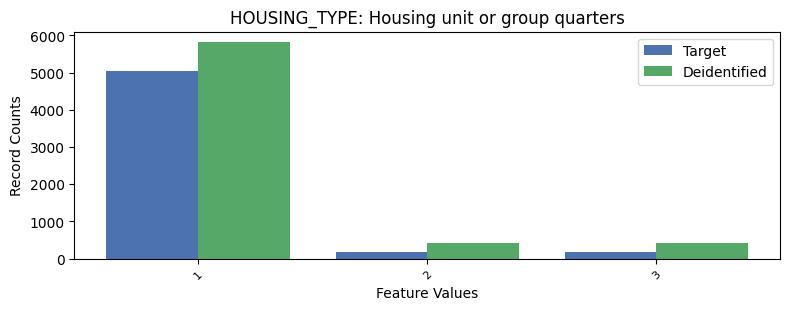 HOUSING_TYPE: Housing unit or group quarters
Target
Deidentified
Record Counts
6000
5000
4000
3000
2000
1000
0
1
2
3
Feature Values